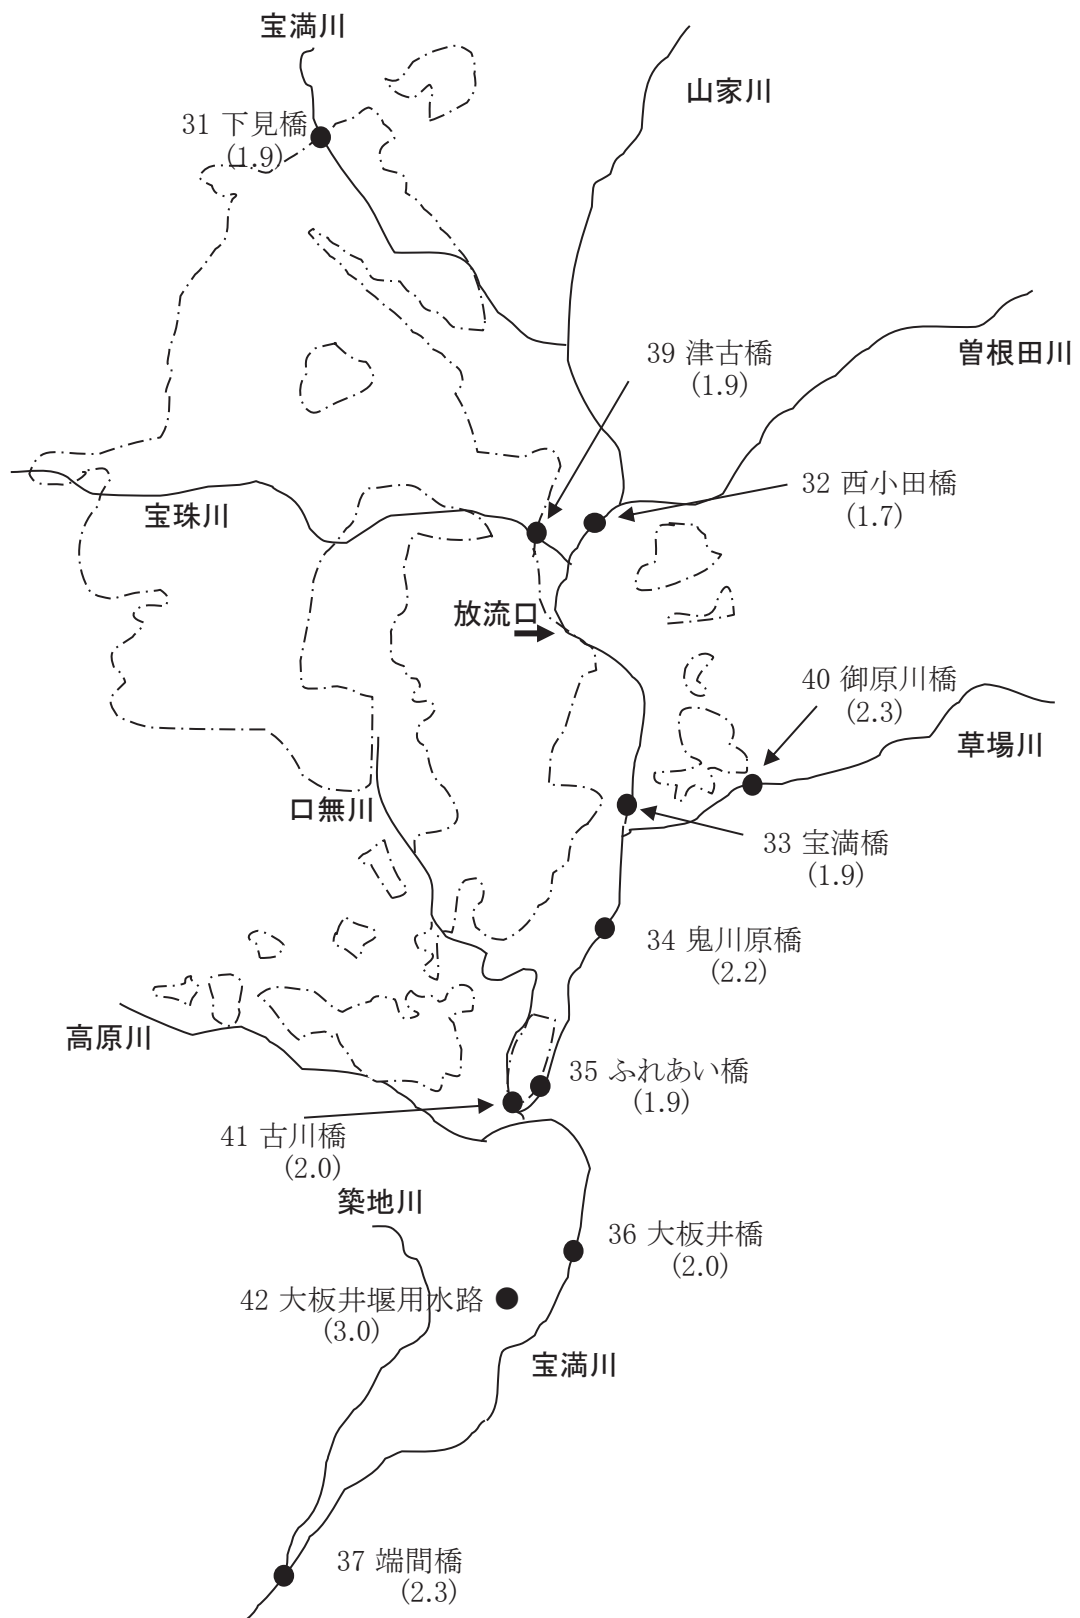 宝満川
山家川
31 下見橋
(1.9)
曽根田川
39 津古橋
(1.9)
32 西小田橋
(1.7)
宝珠川
放流口
40 御原川橋
(2.3)
草場川
口無川
33 宝満橋
(1.9)
34 鬼川原橋
(2.2)
高原川
35 ふれあい橋
(1.9)
41 古川橋
(2.0)
築地川
36 大板井橋
(2.0)
42 大板井堰用水路
(3.0)
宝満川
37 端間橋
(2.3)